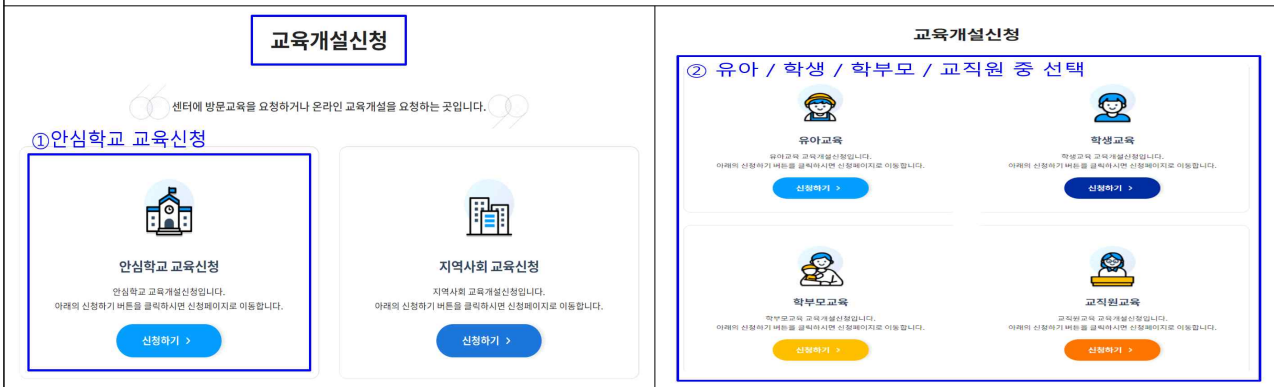 교육개설신청
센터에 방문교육을 요청하거나 온라인 교육개설을 요청하는 곳입니다.
①안심학교 교육신청
안심학교 교육신청
안심학교 교육개설신청입니다.
아래의 신청하기 버튼을 클릭하시면 신청페이지로 이동합니다.
신청하기 >
지역사회 교육신청
지역사회 교육개설신청입니다.
아래의 신청하기 버튼을 클릭하시면 신청페이지로 이동합니다.
신청하기 >
교육개설신청
② 유아 / 학생 / 학부모 / 교직원 중 선택
유아교육
유아교육 교육개설신청입니다.
아래의 신청하기 버튼을 클릭하시면 신청페이지로 이동합니다.
신청하기 >
학생교육
학생교육 교육개설신청입니다.
아래의 신청하기 버튼을 클릭하시면 신청페이지로 이동합니다.
신청하기 >
학부모교육
학부모교육 교육개설신청입니다.
아래의 신청하기 버튼을 클릭하시면 신청페이지로 이동합니다.
신청하기 >
교직원교육
교직원교육 교육개설신청입니다.
아래의 신청하기 버튼을 클릭하시면 신청페이지로 이동합니다.
신청하기 >